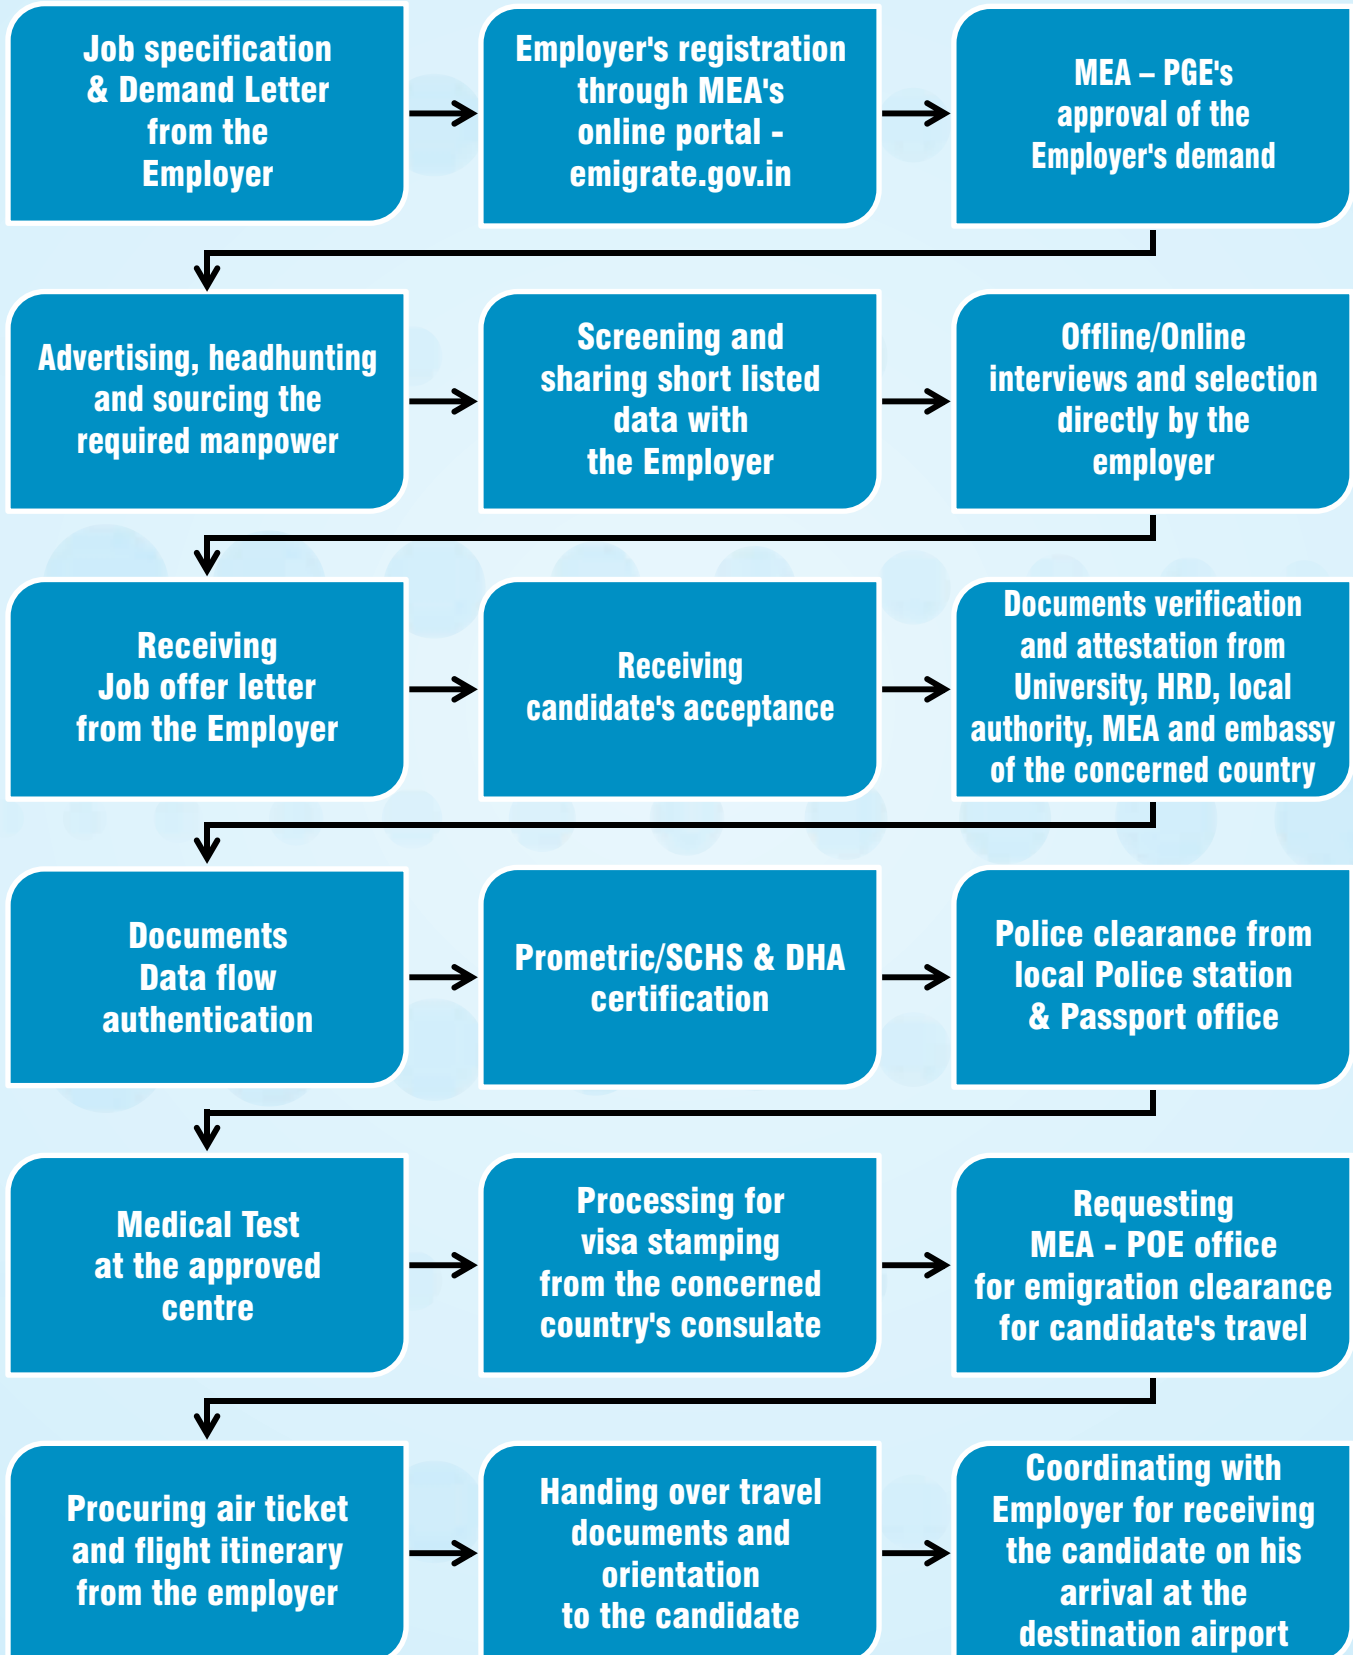 Job specification
& Demand Letter
from the
Employer
Employer's registration
through MEA's
online portal -
emigrate.gov.in
MEA – PGE's
approval of the
Employer's demand
Advertising, headhunting
and sourcing the
required manpower
Screening and
sharing short listed
data with
the Employer
Offline/Online
interviews and selection
directly by the
employer
Receiving
Job offer letter
from the Employer
Receiving
candidate's acceptance
Documents verification
and attestation from
University, HRD, local
authority, MEA and embassy
of the concerned country
Documents
Data flow
authentication
Prometric/SCHS & DHA
certification
Police clearance from
local Police station
& Passport office
Medical Test
at the approved
centre
Processing for
visa stamping
from the concerned
country's consulate
Requesting
MEA - POE office
for emigration clearance
for candidate's travel
Procuring air ticket
and flight itinerary
from the employer
Handing over travel
documents and
orientation
to the candidate
Coordinating with
Employer for receiving
the candidate on his
arrival at the
destination airport